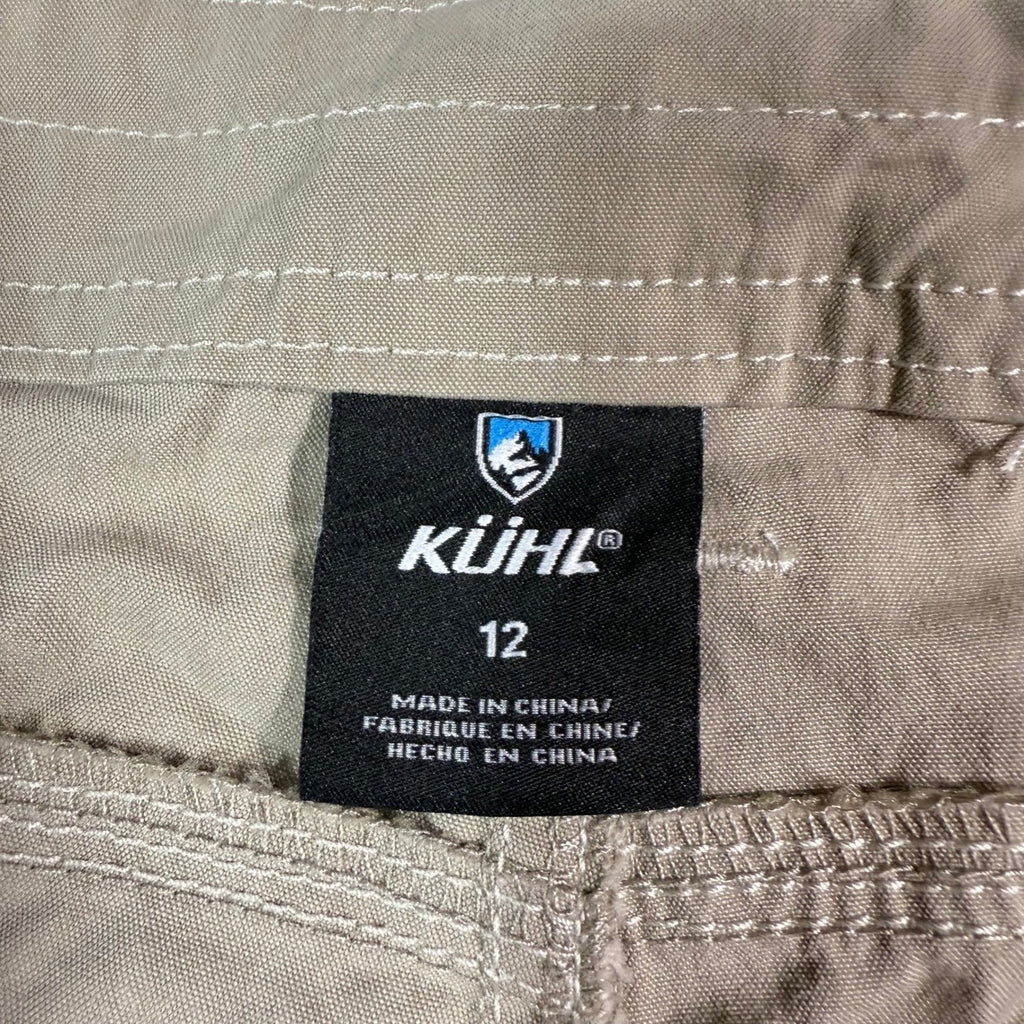 KÜHL®
12
MADE IN CHINA/
FABRIQUE EN CHINE/
HECHO EN CHINA